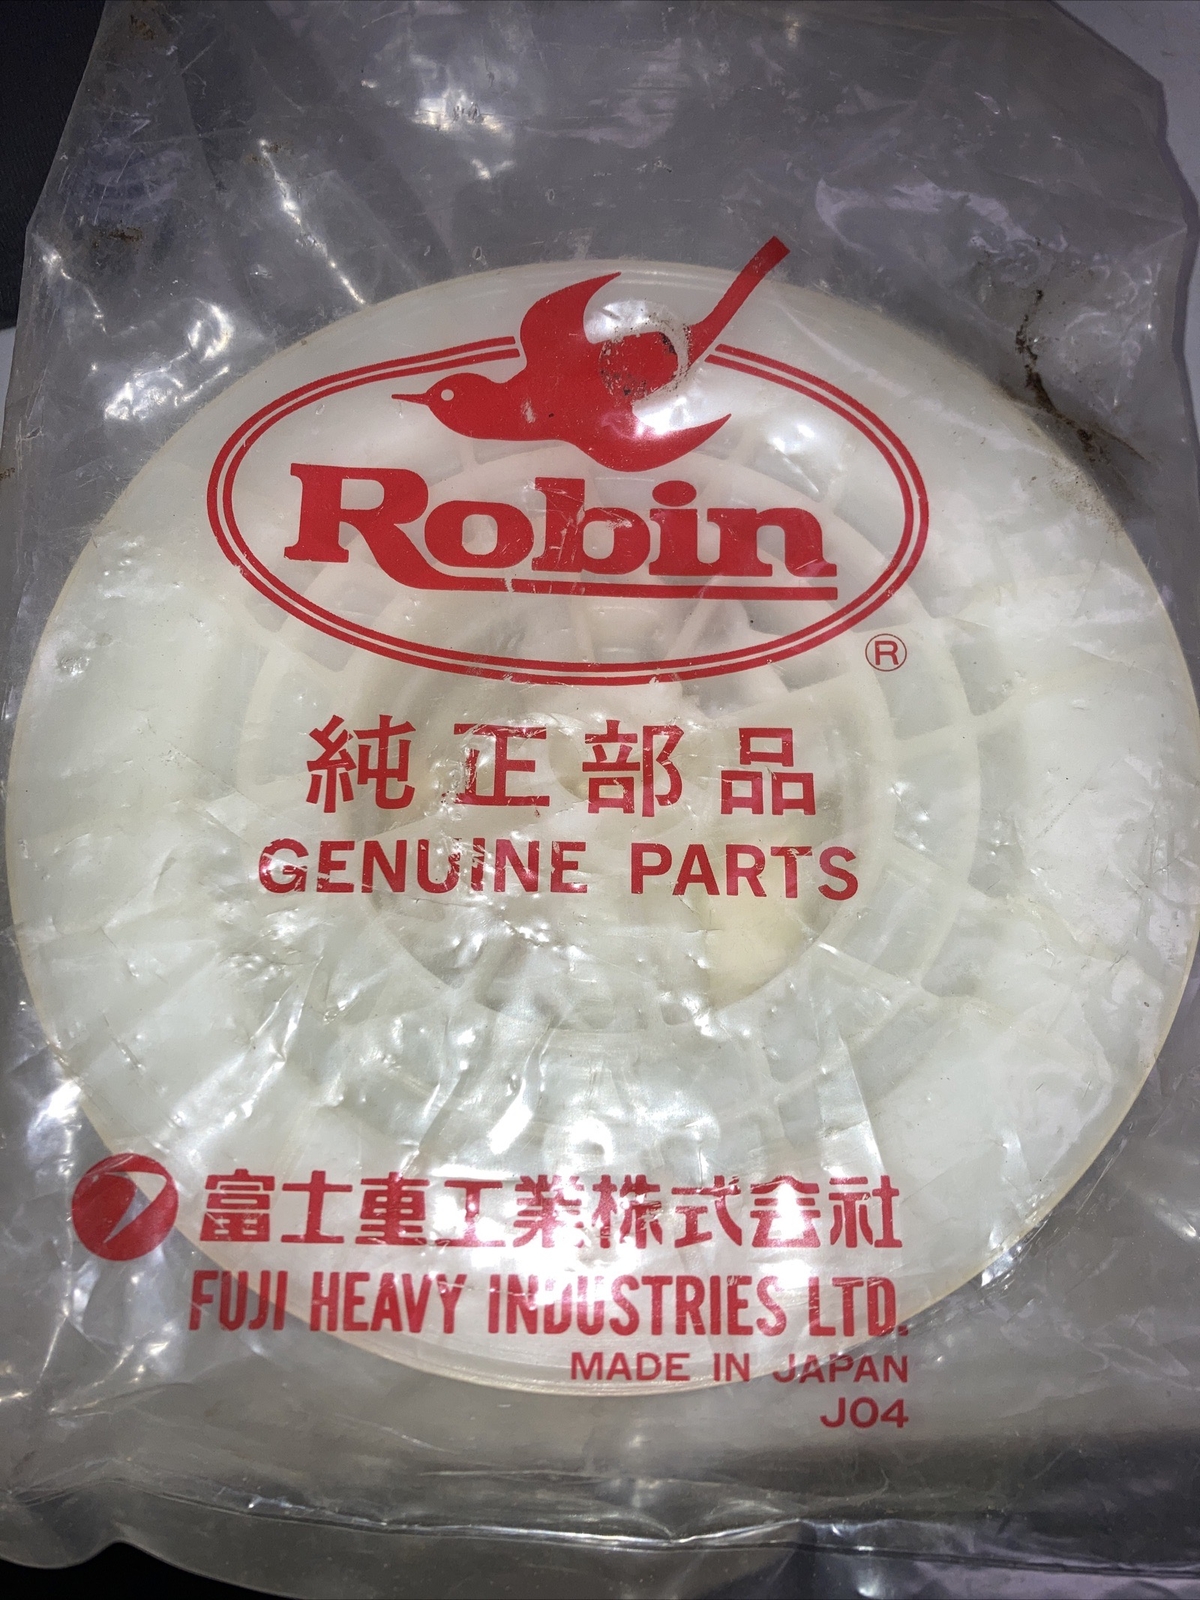 Robin
®
純正部品
GENUINE PARTS
富士重工業株式会社
FUJI HEAVY INDUSTRIES LTD.
MADE IN JAPAN
J04